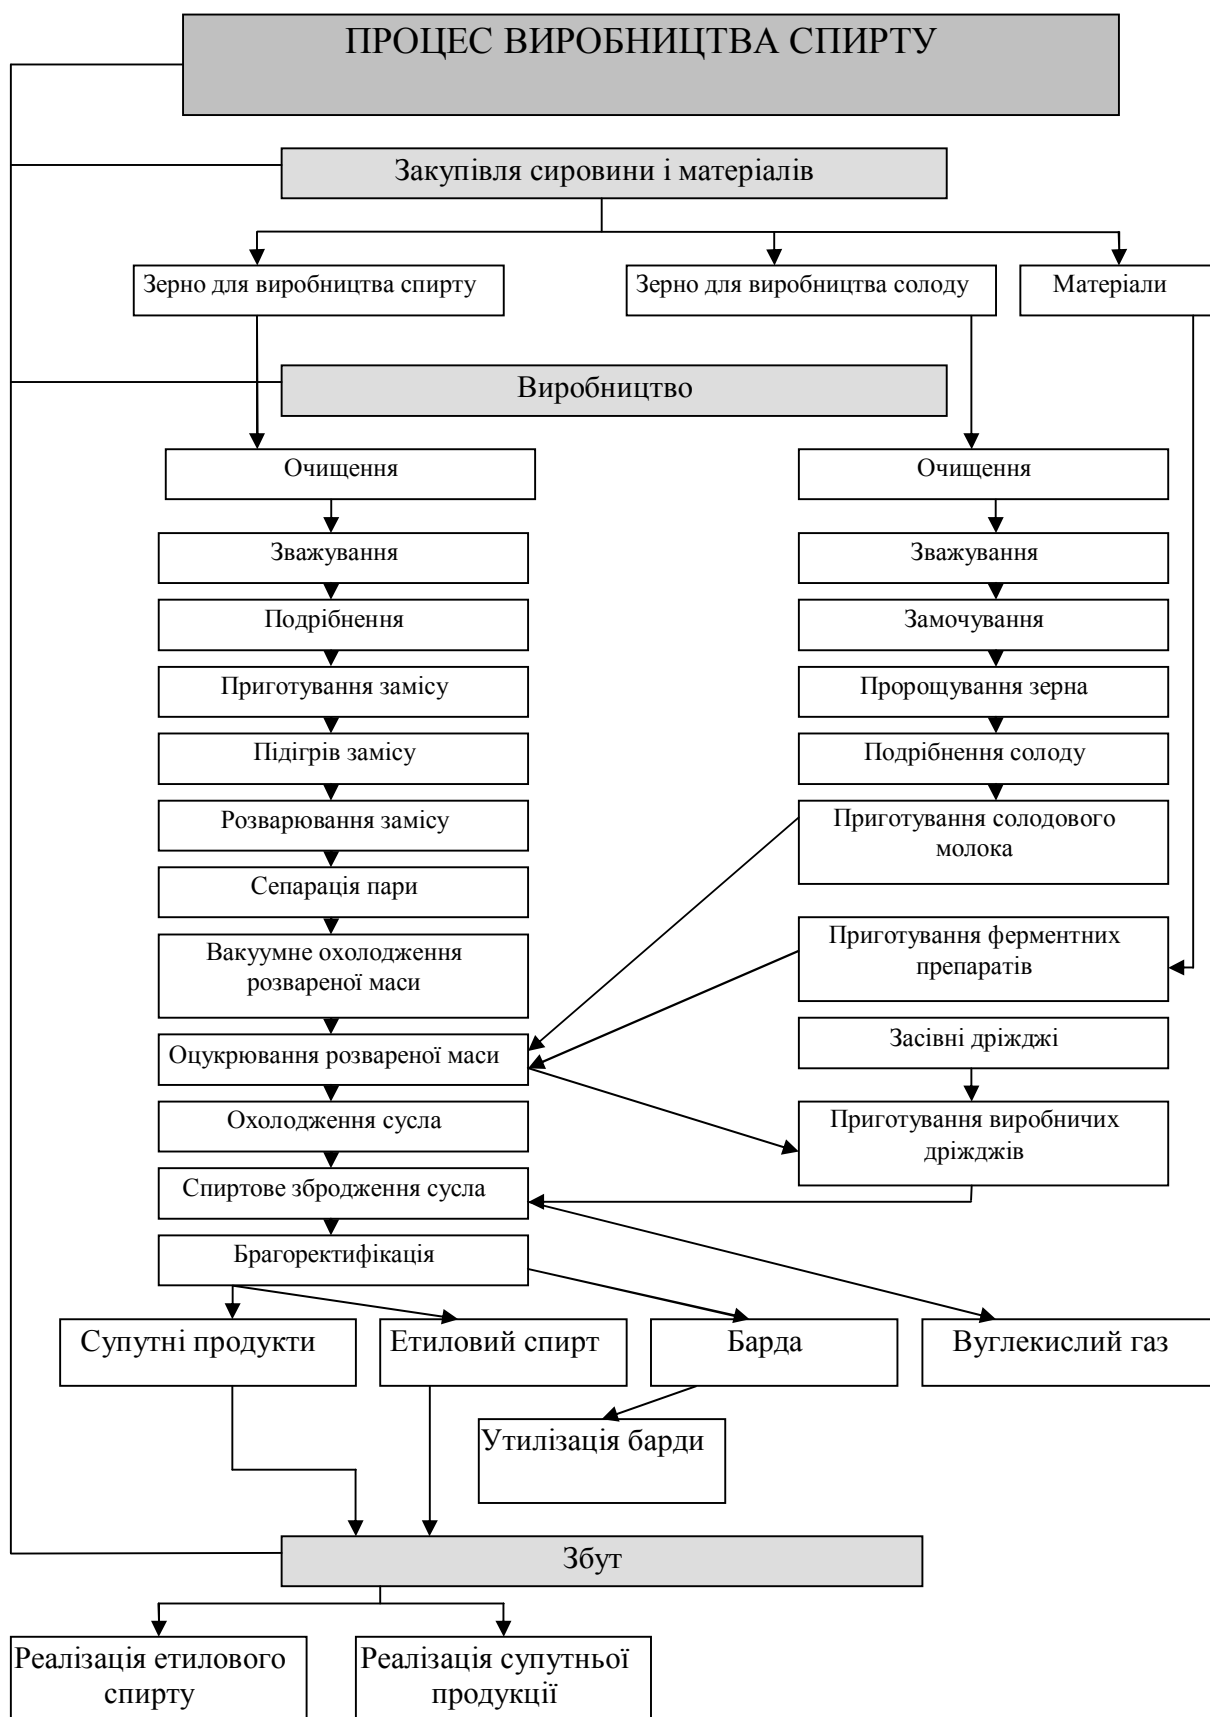 ПРОЦЕС ВИРОБНИЦТВА СПИРТУ
Закупівля сировини і матеріалів
Зерно для виробництва спирту
Зерно для виробництва солоду
Матеріали
Виробництво
Очищення
Очищення
Зважування
Зважування
Подрібнення
Замочування
Приготування замісу
Пророщування зерна
Підігрів замісу
Подрібнення солоду
Розварювання замісу
Приготування солодового
молока
Сепарація пари
Вакуумне охолодження
розвареної маси
Приготування ферментних
препаратів
Оцукрювання розвареної маси
Засівні дріжджі
Охолодження сусла
Приготування виробничих
дріжджів
Спиртове збродження сусла
Брагоректифікація
Супутні продукти
Етиловий спирт
Барда
Вуглекислий газ
Утилізація барди
Збут
Реалізація етилового
спирту
Реалізація супутньої
продукції